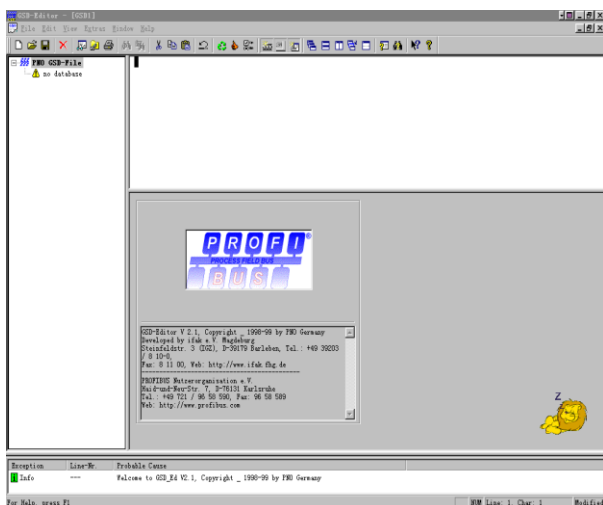 GSD-Editor - [GSD1]
File Edit View Extras Window Help
PNO GSD-File
no database
PROFI®
PROCESS FIELD BUS
BUS
GSD-Editor V 2.1, Copyright _ 1998-99 by PNO Germany
Developed by ifak e.V. Magdeburg
Steinfeldstr. 3 (IGZ), D-39179 Barleben, Tel.: +49 39203
/ 8 10-0,
Fax: 8 11 00, Web: http://www.ifak.fhg.de
PROFIBUS Nutzerorganisation e.V.
Haid-und-Neu-Str. 7, D-76131 Karlsruhe
Tel.: +49 721 / 96 58 590, Fax: 96 58 589
Web: http://www.profibus.com
Z
Exception Line-Nr. Probable Cause
Info --- Welcome to GSD_Ed V2.1, Copyright _ 1998-99 by PNO Germany
For Help, press F1 NUM Line: 1, Char: 1 Modified